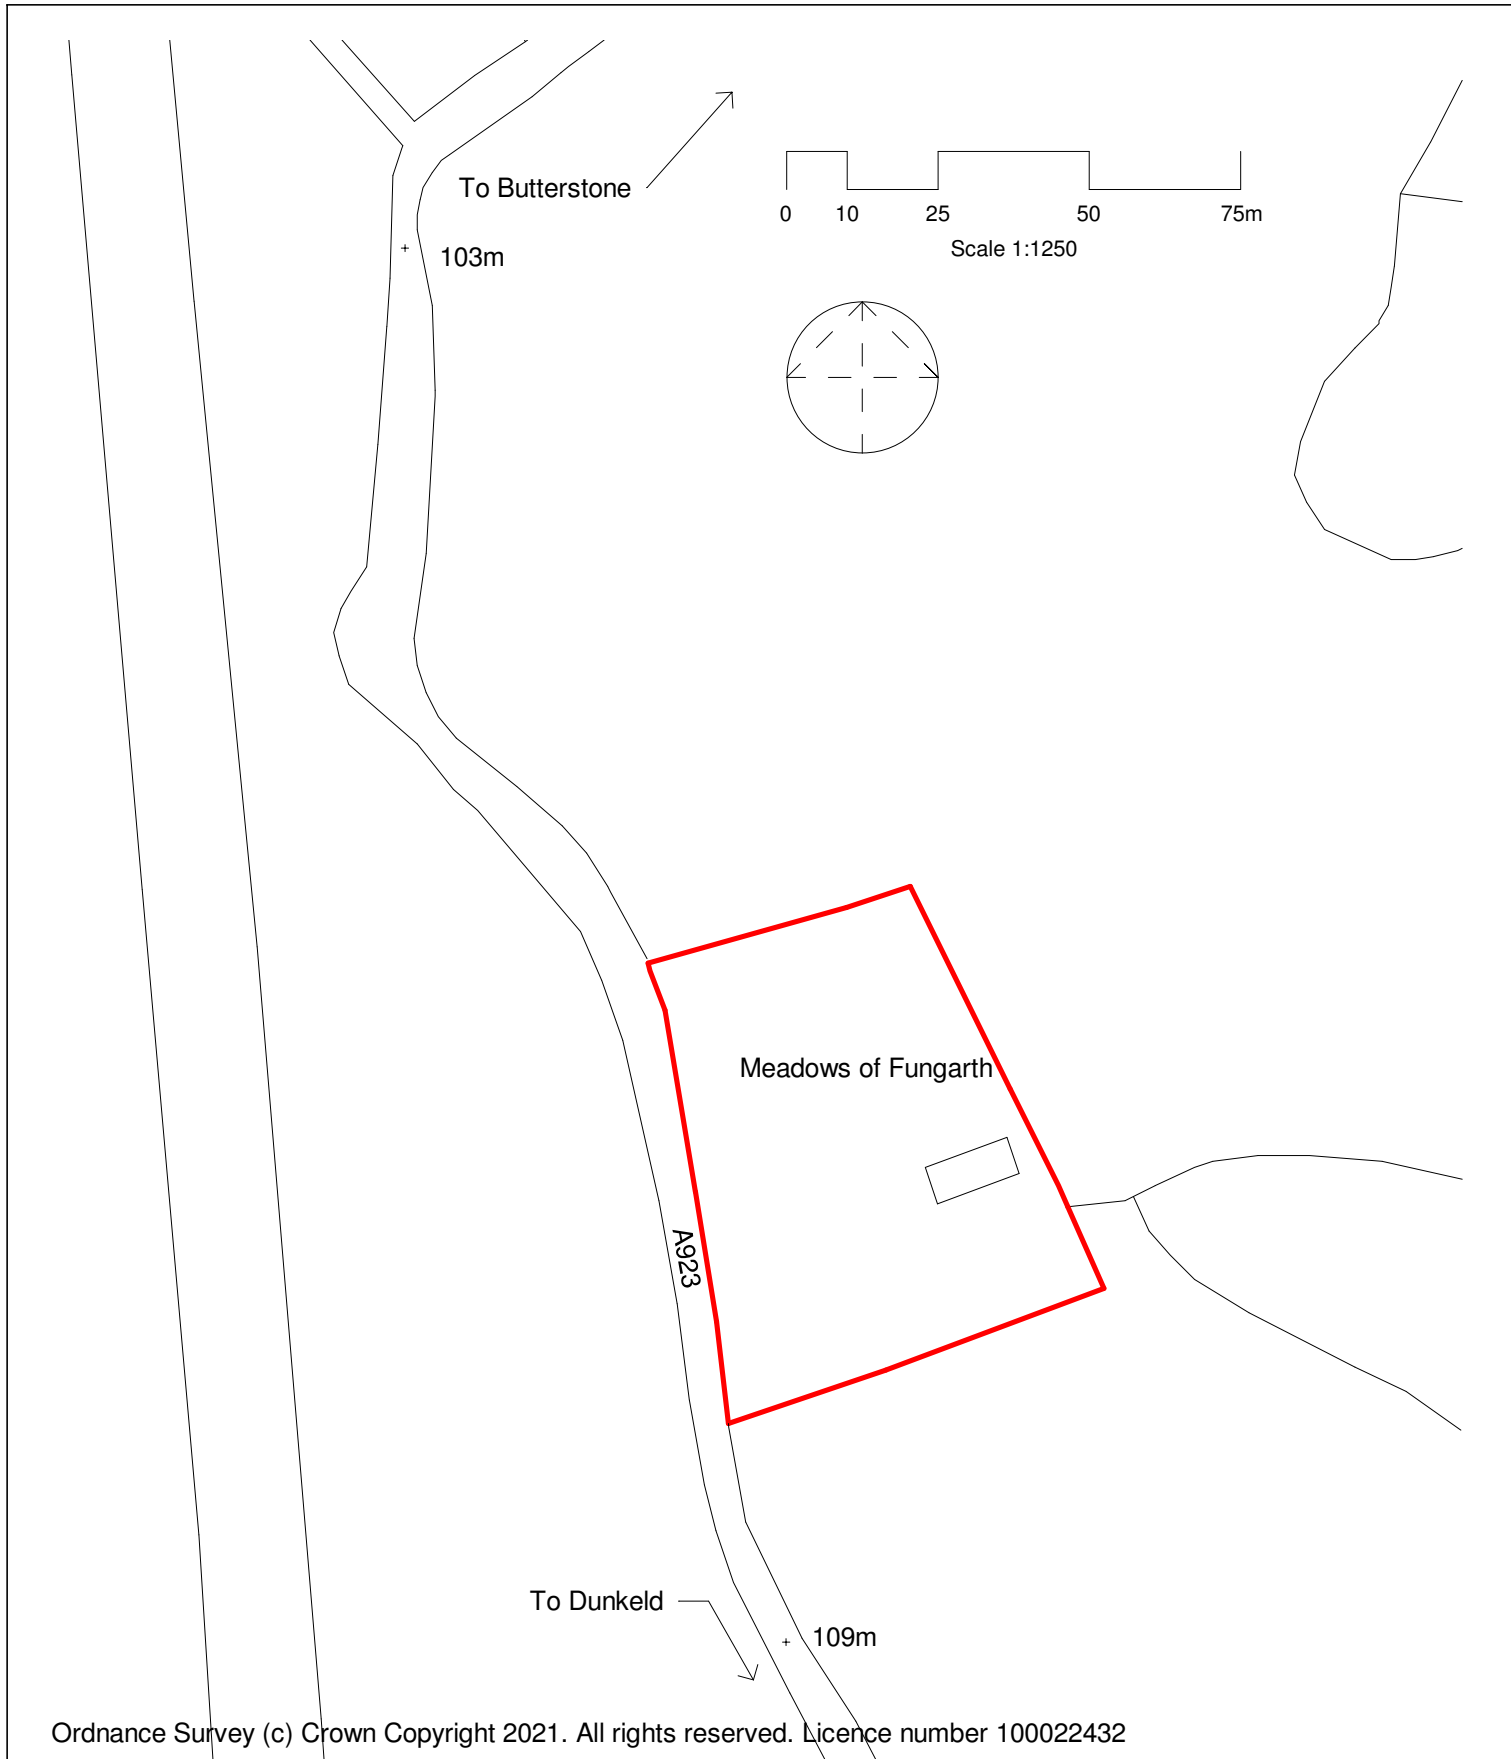 To Butterstone
0 10 25 50 75m
Scale 1:1250
103m
Meadows of Fungarth
A923
To Dunkeld
109m
Ordnance Survey (c) Crown Copyright 2021. All rights reserved. Licence number 100022432